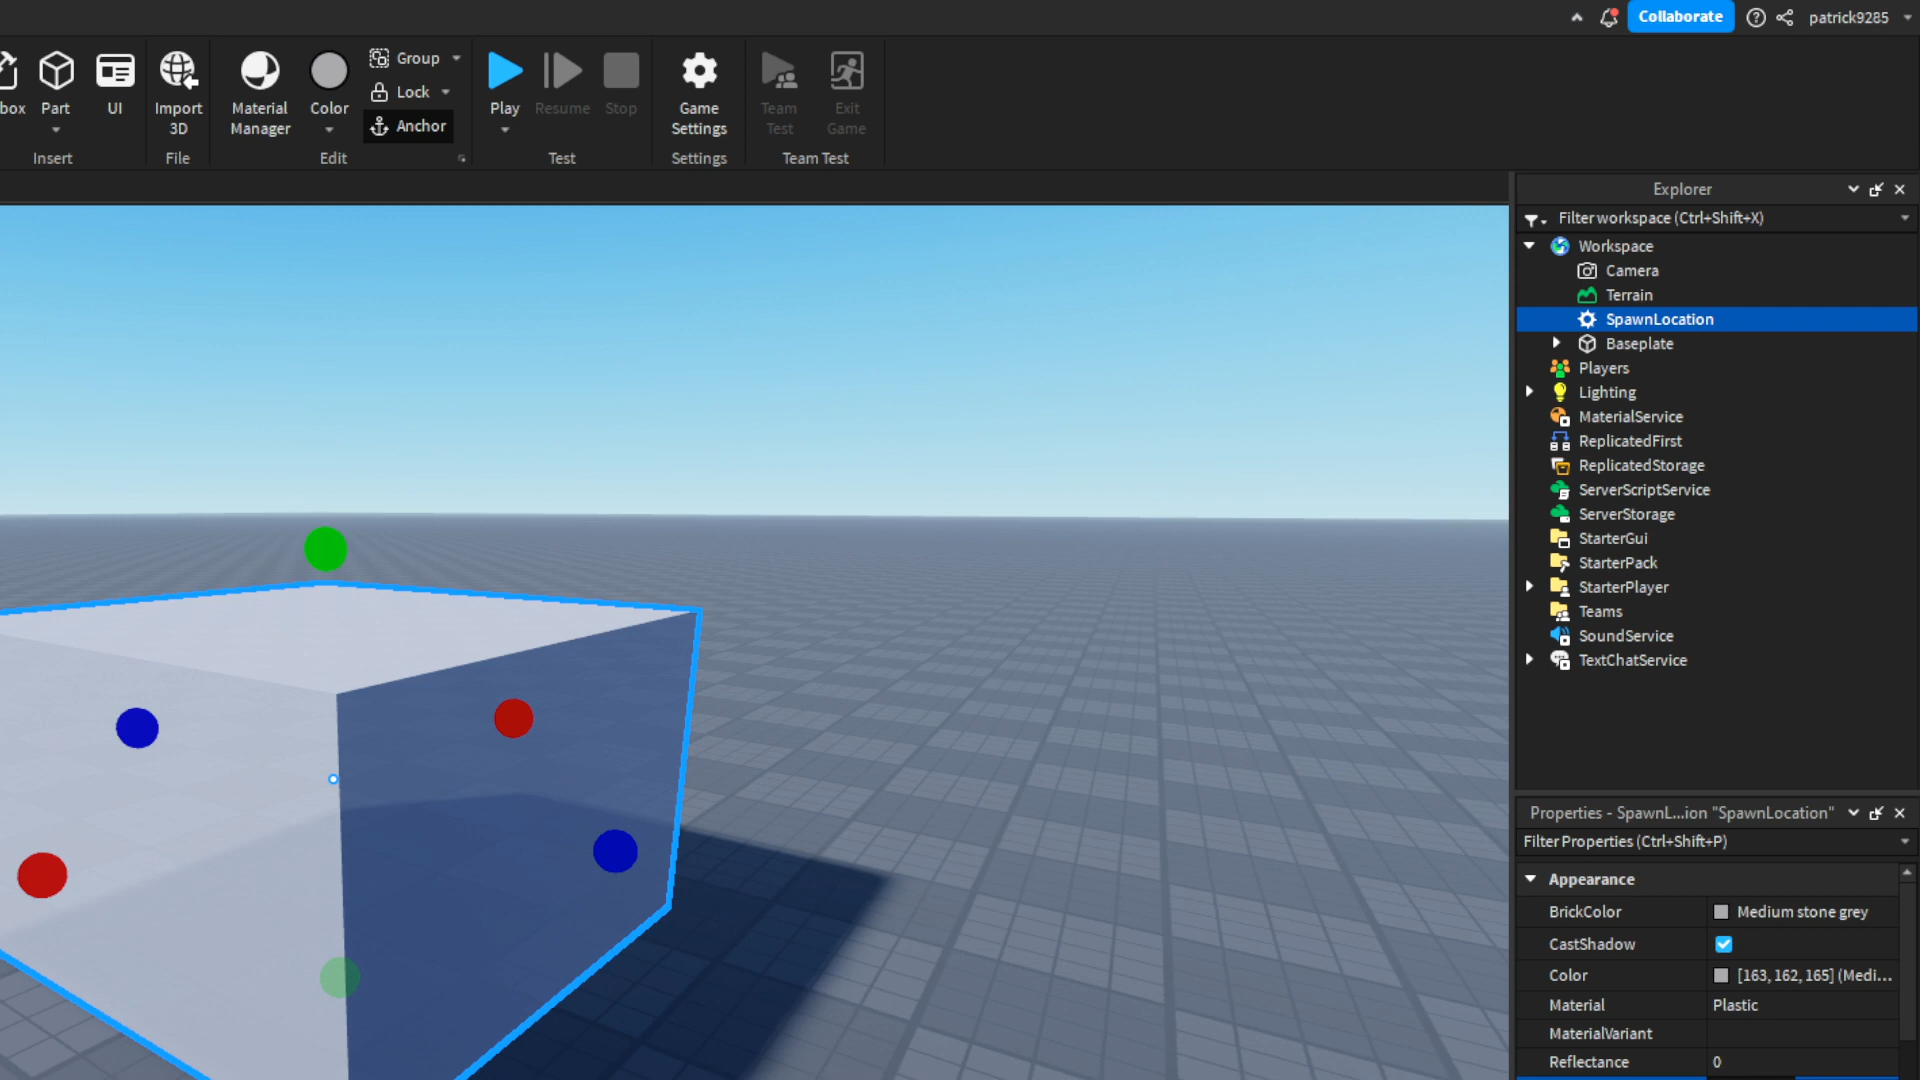 Collaborate
patrick9285
box
Part
UI
Import
3D
Material
Manager
Color
Group
Lock
Anchor
Play
Resume
Stop
Game
Settings
Team
Test
Exit
Game
Insert
File
Edit
Test
Settings
Team Test
Explorer
Filter workspace (Ctrl+Shift+X)
Workspace
Camera
Terrain
SpawnLocation
Baseplate
Players
Lighting
MaterialService
ReplicatedFirst
ReplicatedStorage
ServerScriptService
ServerStorage
StarterGui
StarterPack
StarterPlayer
Teams
SoundService
TextChatService
Properties - SpawnL...ion "SpawnLocation"
Filter Properties (Ctrl+Shift+P)
Appearance
BrickColor Medium stone grey
CastShadow
Color [163, 162, 165] (Medi...
Material Plastic
MaterialVariant
Reflectance 0